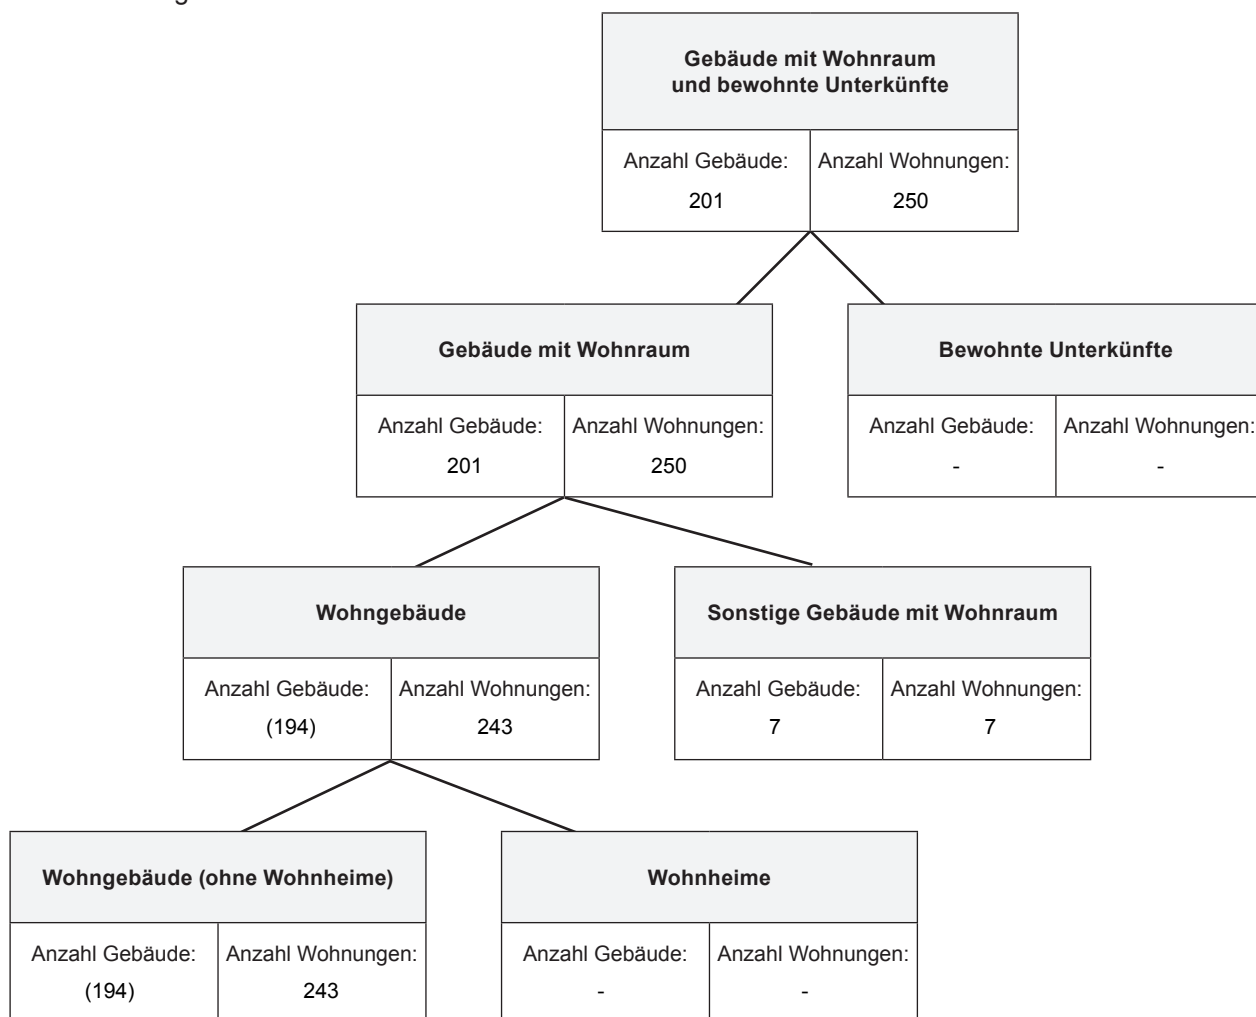 Gebäude mit Wohnraum
und bewohnte Unterkünfte
Anzahl Gebäude: Anzahl Wohnungen:
201 250
Gebäude mit Wohnraum Bewohnte Unterkünfte
Anzahl Gebäude: Anzahl Wohnungen: Anzahl Gebäude: Anzahl Wohnungen:
201 250 - -
Wohngebäude Sonstige Gebäude mit Wohnraum
Anzahl Gebäude: Anzahl Wohnungen: Anzahl Gebäude: Anzahl Wohnungen:
(194) 243 7 7
Wohngebäude (ohne Wohnheime) Wohnheime
Anzahl Gebäude: Anzahl Wohnungen: Anzahl Gebäude: Anzahl Wohnungen:
(194) 243 - -